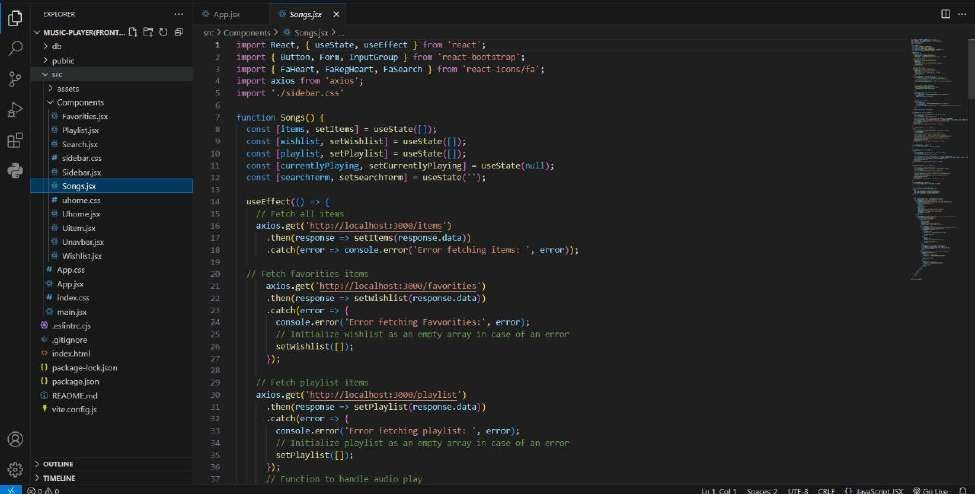 EXPLORER
MUSIC-PLAYER(FRONT...
db
public
src
assets
Components
Favorities.jsx
Playlist.jsx
Search.jsx
# sidebar.css
Sidebar.jsx
Songs.jsx
# uhome.css
Uhome.jsx
Uitem.jsx
Unavbar.jsx
Wishlist.jsx
# App.css
App.jsx
# index.css
main.jsx
.eslintrc.cjs
.gitignore
index.html
package-lock.json
package.json
README.md
vite.config.js
OUTLINE
TIMELINE
App.jsx
Songs.jsx
src > Components > Songs.jsx > ...
1 import React, { useState, useEffect } from 'react';
2 import { Button, Form, InputGroup } from 'react-bootstrap';
3 import { FaHeart, FaRegHeart, FaSearch } from 'react-icons/fa';
4 import axios from 'axios';
5 import './sidebar.css'
6
7 function Songs() {
8 const [items, setItems] = useState([]);
9 const [wishlist, setWishlist] = useState([]);
10 const [playlist, setPlaylist] = useState([]);
11 const [currentlyPlaying, setCurrentlyPlaying] = useState(null);
12 const [searchTerm, setSearchTerm] = useState('');
13
14 useEffect(() => {
15 // Fetch all items
16 axios.get('http://localhost:3000/items')
17 .then(response => setItems(response.data))
18 .catch(error => console.error('Error fetching items: ', error));
19
20 // Fetch favorities items
21 axios.get('http://localhost:3000/favorities')
22 .then(response => setWishlist(response.data))
23 .catch(error => {
24 console.error('Error fetching Favvorities:', error);
25 // Initialize wishlist as an empty array in case of an error
26 setWishlist([]);
27 });
28
29 // Fetch playlist items
30 axios.get('http://localhost:3000/playlist')
31 .then(response => setPlaylist(response.data))
32 .catch(error => {
33 console.error('Error fetching playlist: ', error);
34 // Initialize playlist as an empty array in case of an error
35 setPlaylist([]);
36 });
37 // Function to handle audio play
0 0
Ln 1, Col 1 Spaces: 2 UTF-8 CRLF {} JavaScript JSX Go Live